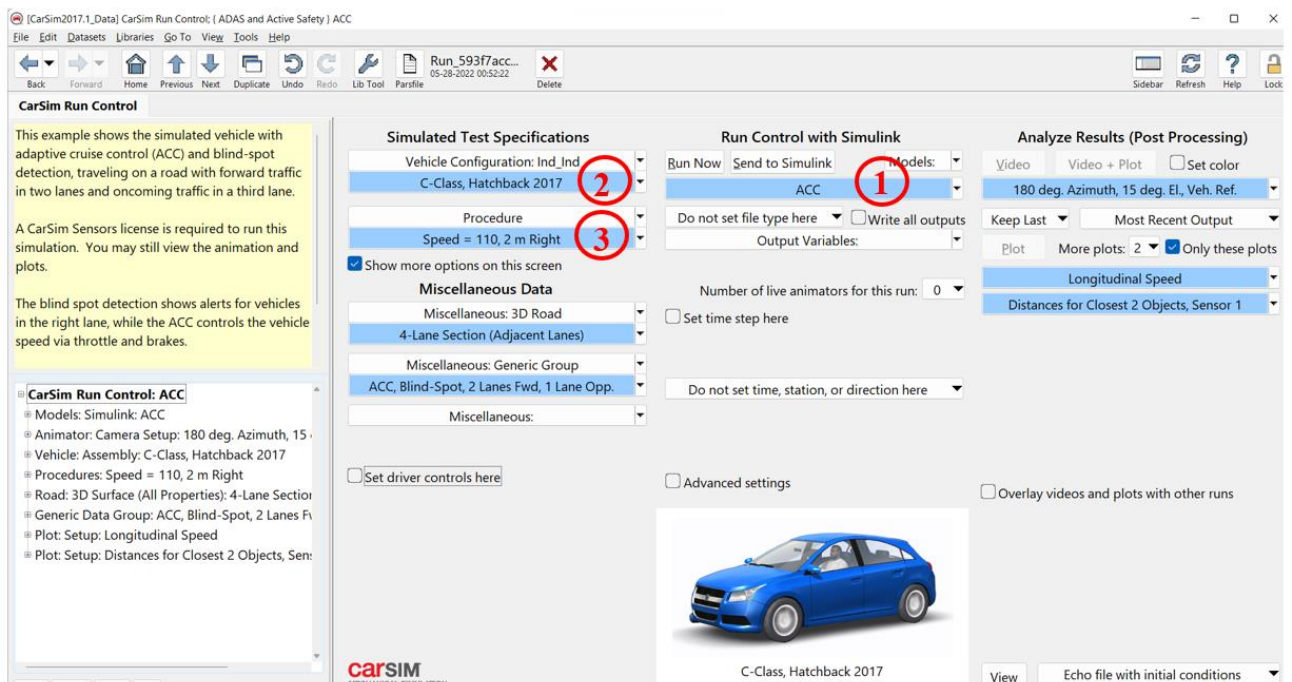 [CarSim2017.1_Data] CarSim Run Control; { ADAS and Active Safety } ACC
File Edit Datasets Libraries Go To View Tools Help
Back Forward Home Previous Next Duplicate Undo Redo Lib Tool Parsfile Run_593f7acc... 05-28-2022 00:52:22 Delete Sidebar Refresh Help Lock
CarSim Run Control
This example shows the simulated vehicle with
adaptive cruise control (ACC) and blind-spot
detection, traveling on a road with forward traffic
in two lanes and oncoming traffic in a third lane.
A CarSim Sensors license is required to run this
simulation. You may still view the animation and
plots.
The blind spot detection shows alerts for vehicles
in the right lane, while the ACC controls the vehicle
speed via throttle and brakes.
CarSim Run Control: ACC
Models: Simulink: ACC
Animator: Camera Setup: 180 deg. Azimuth, 15
Vehicle: Assembly: C-Class, Hatchback 2017
Procedures: Speed = 110, 2 m Right
Road: 3D Surface (All Properties): 4-Lane Section
Generic Data Group: ACC, Blind-Spot, 2 Lanes
Plot: Setup: Longitudinal Speed
Plot: Setup: Distances for Closest 2 Objects,
Simulated Test Specifications
Vehicle Configuration: Ind_Ind
C-Class, Hatchback 2017
2
Procedure
Speed = 110, 2 m Right
3
Show more options on this screen
Miscellaneous Data
Miscellaneous: 3D Road
4-Lane Section (Adjacent Lanes)
Miscellaneous: Generic Group
ACC, Blind-Spot, 2 Lanes Fwd, 1 Lane Opp.
Miscellaneous:
Set driver controls here
carSIM
Run Control with Simulink
Run Now Send to Simulink Models:
ACC
1
Do not set file type here Write all outputs
Output Variables:
Number of live animators for this run: 0
Set time step here
Do not set time, station, or direction here
Advanced settings
C-Class, Hatchback 2017
Analyze Results (Post Processing)
Video Video + Plot Set color
180 deg. Azimuth, 15 deg. El., Veh. Ref.
Keep Last Most Recent Output
Plot More plots: 2 Only these plots
Longitudinal Speed
Distances for Closest 2 Objects, Sensor 1
Overlay videos and plots with other runs
View Echo file with initial conditions